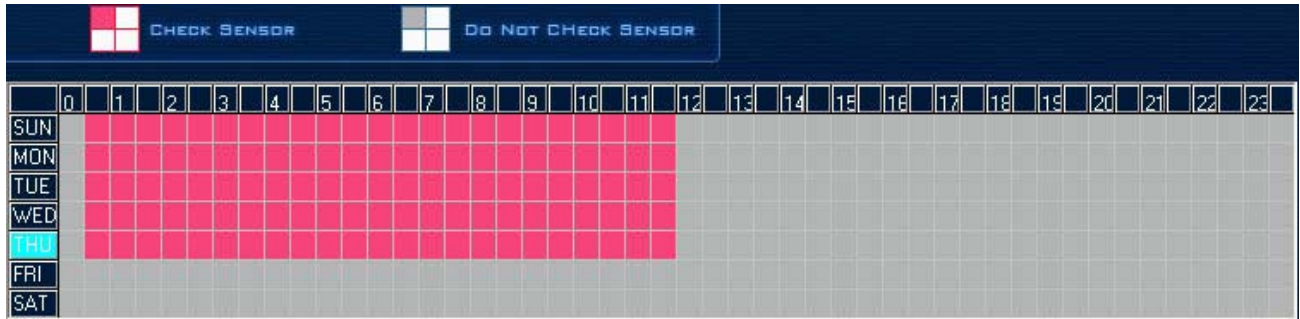 CHECK SENSOR DO NOT CHECK SENSOR
0 1 2 3 4 5 6 7 8 9 10 11 12 13 14 15 16 17 18 19 20 21 22 23
SUN
MON
TUE
WED
THU
FRI
SAT